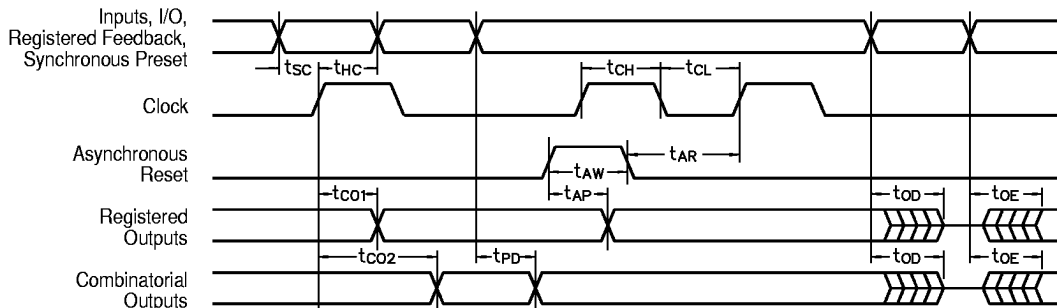 Inputs, I/O,
Registered Feedback,
Synchronous Preset
tSC tHC tCH tCL
Clock
Asynchronous
Reset
tAR
tAW
tCO1 tAP tOD tOE
Registered
Outputs
tCO2 tPD tOD tOE
Combinatorial
Outputs